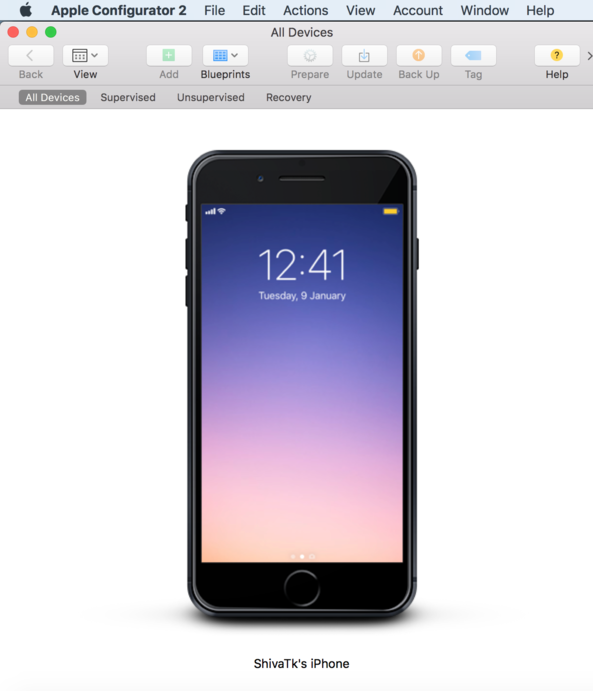 Apple Configurator 2 File Edit Actions View Account Window Help
All Devices
Back View Add Blueprints Prepare Update Back Up Tag Help
All Devices Supervised Unsupervised Recovery
12:41
Tuesday, 9 January
ShivaTk's iPhone